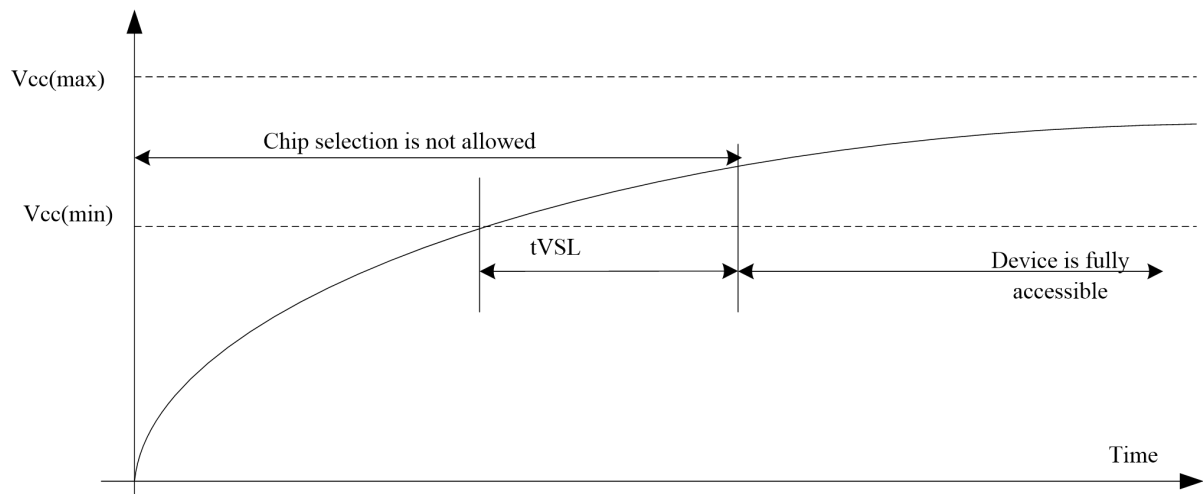 Vcc(max)
Chip selection is not allowed
Vcc(min)
tVSL
Device is fully
accessible
Time